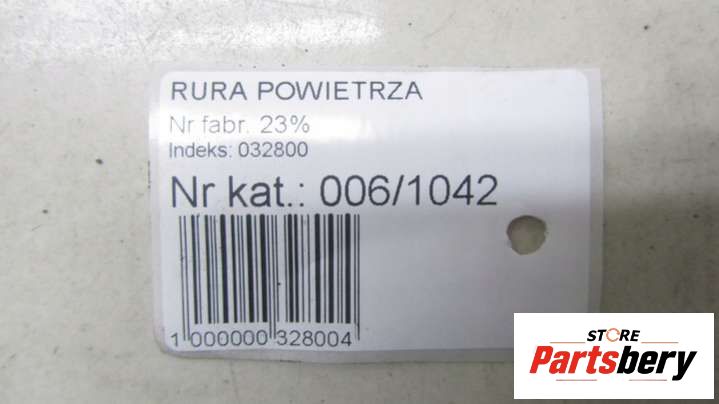 RURA POWIETRZA
Nr fabr. 23%
Indeks: 032800
Nr kat.: 006/1042
1 000000 328004
STORE
Partsbery